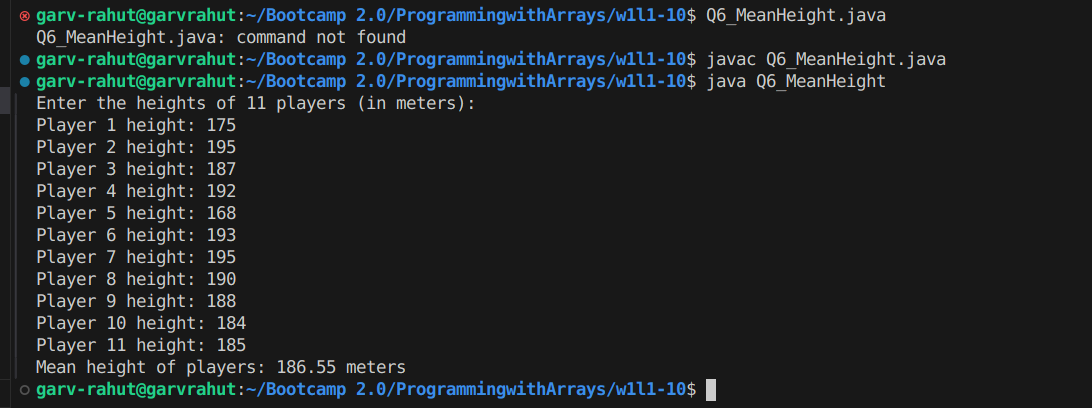 garv-rahut@garvrahut:~/Bootcamp 2.0/ProgrammingwithArrays/w1l1-10$ Q6_MeanHeight.java
Q6_MeanHeight.java: command not found
garv-rahut@garvrahut:~/Bootcamp 2.0/ProgrammingwithArrays/w1l1-10$ javac Q6_MeanHeight.java
garv-rahut@garvrahut:~/Bootcamp 2.0/ProgrammingwithArrays/w1l1-10$ java Q6_MeanHeight
Enter the heights of 11 players (in meters):
Player 1 height: 175
Player 2 height: 195
Player 3 height: 187
Player 4 height: 192
Player 5 height: 168
Player 6 height: 193
Player 7 height: 195
Player 8 height: 190
Player 9 height: 188
Player 10 height: 184
Player 11 height: 185
Mean height of players: 186.55 meters
garv-rahut@garvrahut:~/Bootcamp 2.0/ProgrammingwithArrays/w1l1-10$